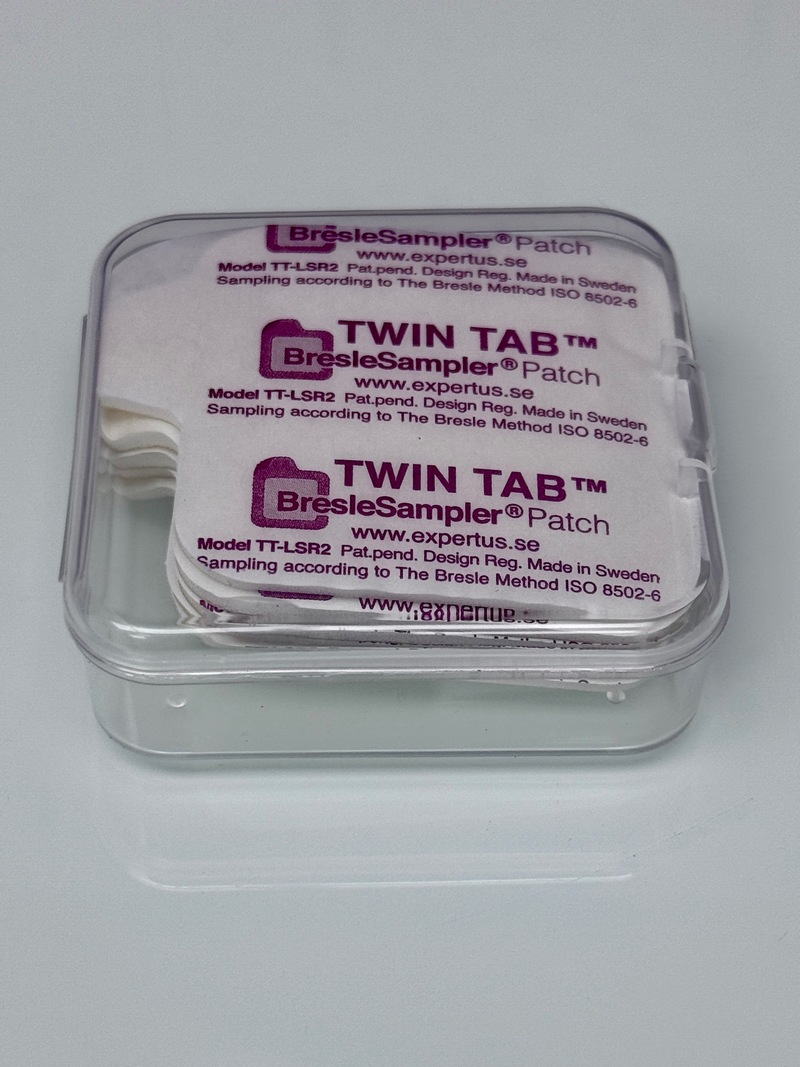 BresleSampler® Patch
www.expertus.se
Model TT-LSR2 Pat.pend. Design Reg. Made in Sweden
Sampling according to The Bresle Method ISO 8502-6
TWIN TAB™
BresleSampler® Patch
www.expertus.se
Model TT-LSR2 Pat.pend. Design Reg. Made in Sweden
Sampling according to The Bresle Method ISO 8502-6
TWIN TAB™
BresleSampler® Patch
www.expertus.se
Model TT-LSR2 Pat.pend. Design Reg. Made in Sweden
Sampling according to The Bresle Method ISO 8502-6
www.expertus.se